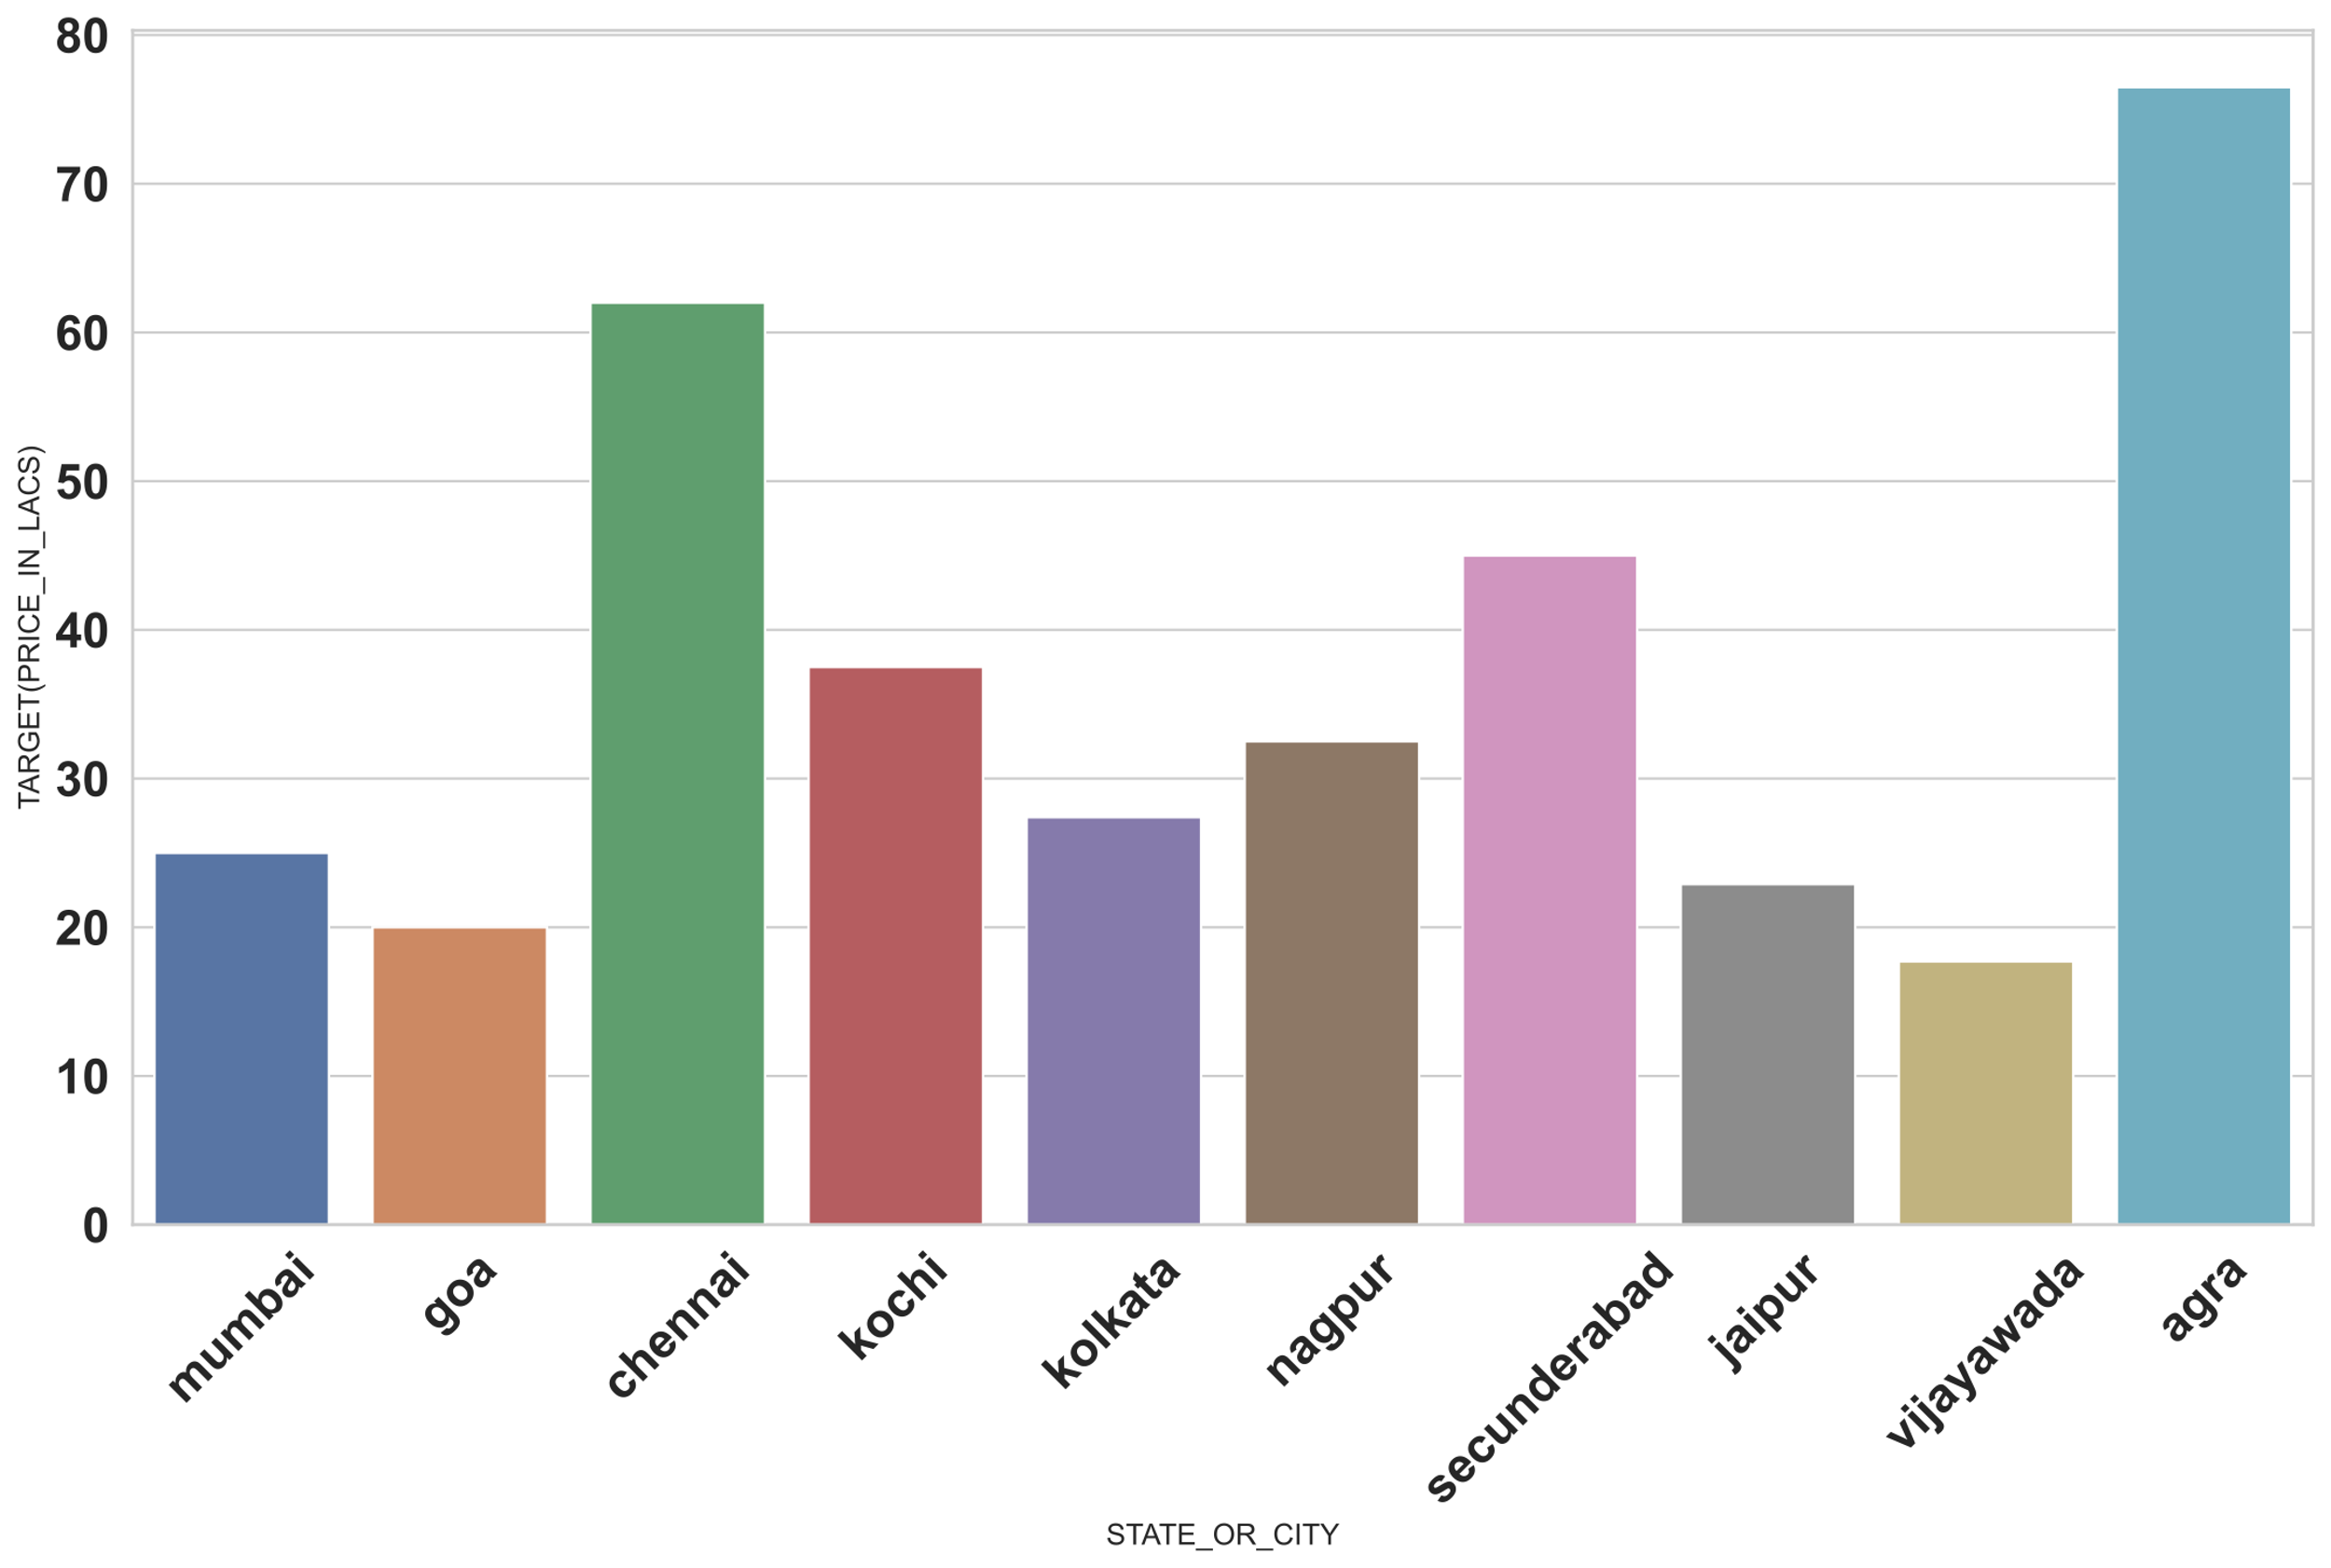 80
70
60
50
40
30
20
10
0
TARGET(PRICE_IN_LACS)
mumbai
goa
chennai
kochi
kolkata
nagpur
secunderabad
jaipur
vijayawada
agra
STATE_OR_CITY